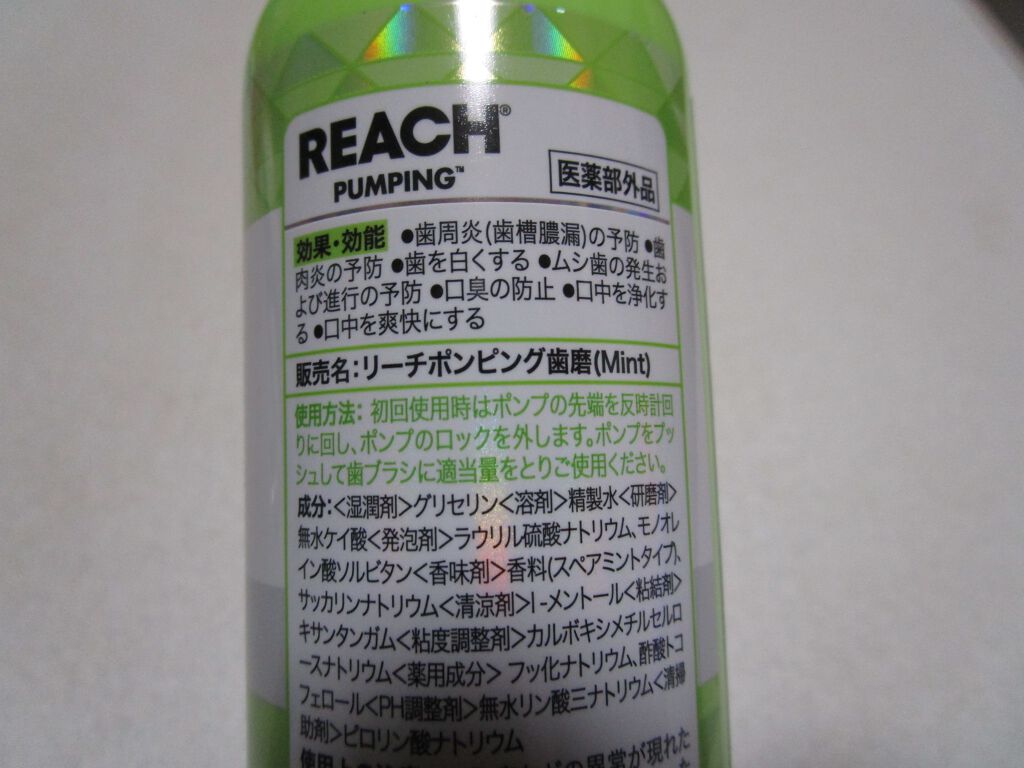 REACH®
PUMPING™
医薬部外品
効果・効能 ●歯周炎(歯槽膿漏)の予防 ●歯
肉炎の予防 ●歯を白くする ●ムシ歯の発生お
よび進行の予防 ●口臭の防止 ●口中を浄化す
る ●口中を爽快にする
販売名:リーチポンピング歯磨(Mint)
使用方法: 初回使用時はポンプの先端を反時計回
りに回し、ポンプのロックを外します。ポンプをプッ
シュして歯ブラシに適当量をとりご使用ください。
成分:<湿潤剤>グリセリン<溶剤>精製水<研磨剤>
無水ケイ酸<発泡剤>ラウリル硫酸ナトリウム、モノオレ
イン酸ソルビタン<香味剤>香料(スペアミントタイプ)、
サッカリンナトリウム<清涼剤>l-メントール<粘結剤>
キサンタンガム<粘度調整剤>カルボキシメチルセルロ
ースナトリウム<薬用成分> フッ化ナトリウム、酢酸トコ
フェロール<PH調整剤>無水リン酸三ナトリウム<清掃
助剤>ピロリン酸ナトリウム
の異常が現れた